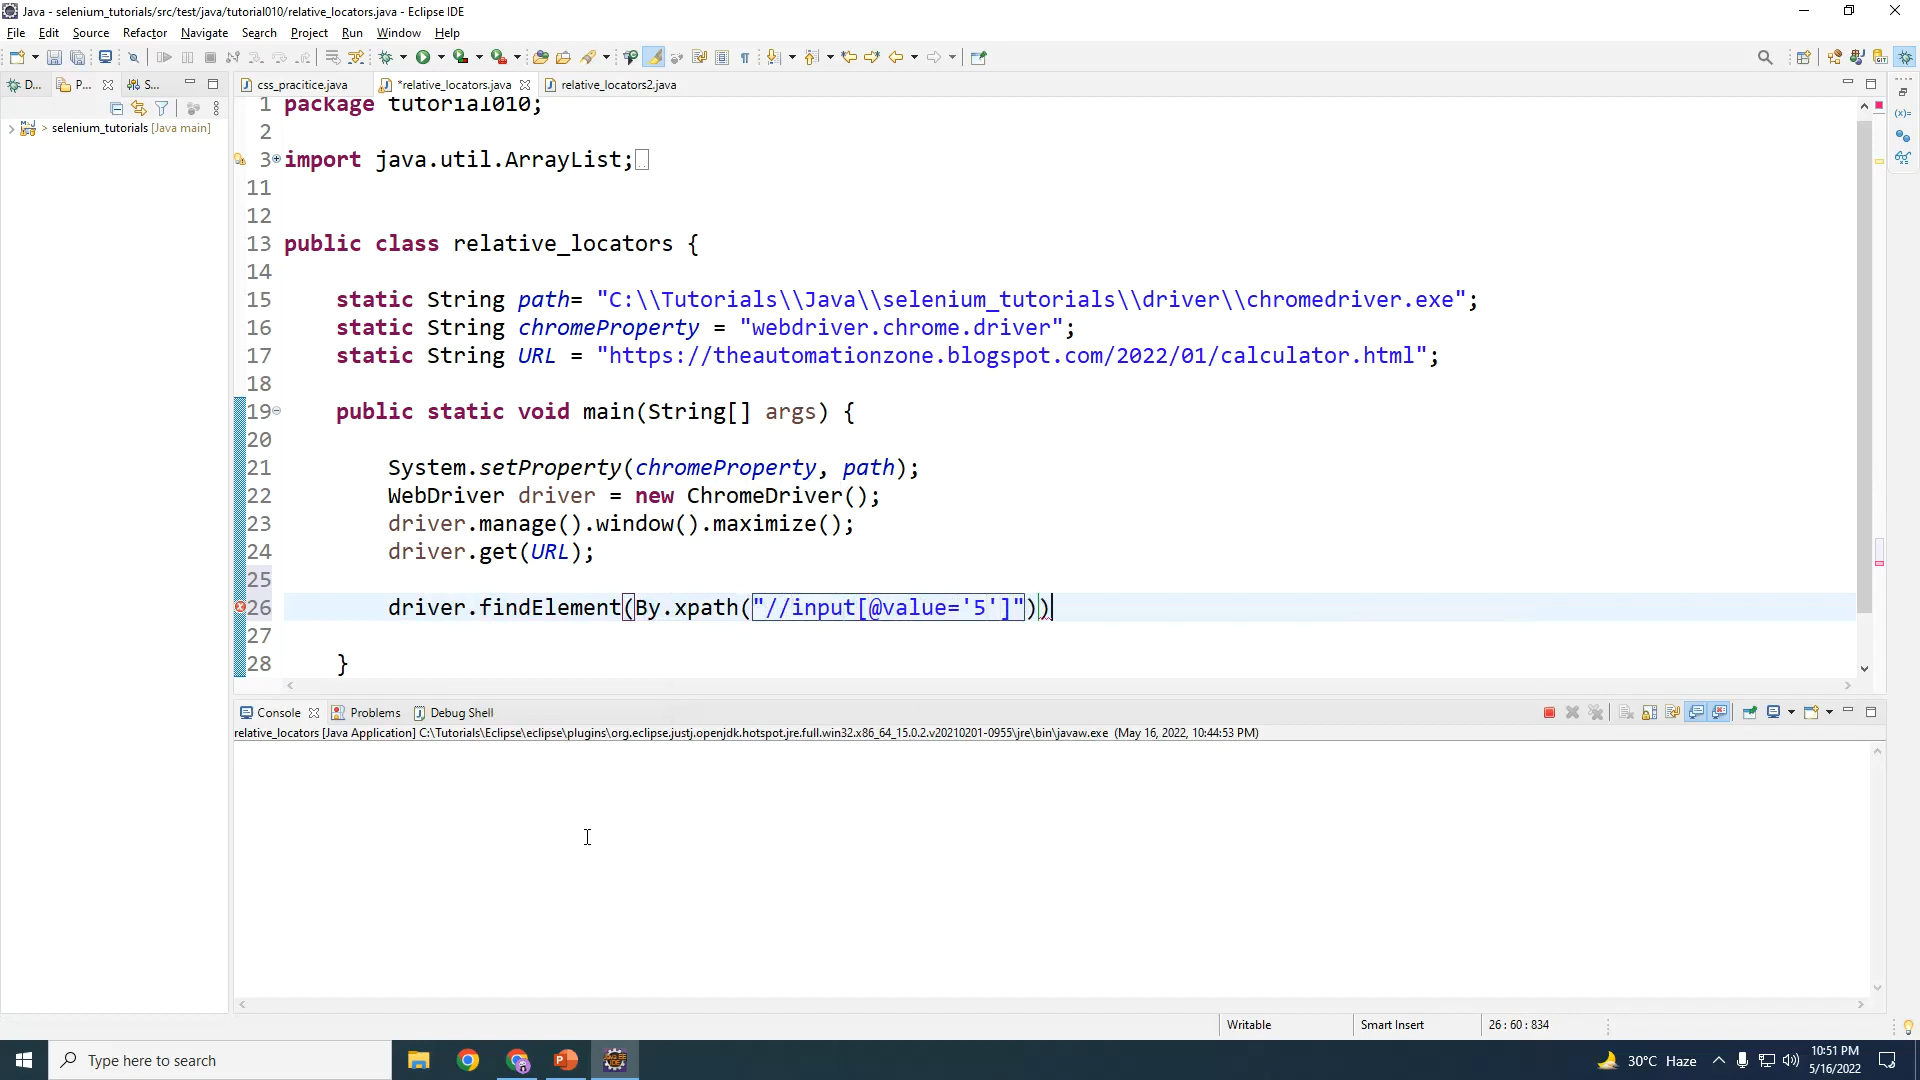 Java - selenium_tutorials/src/test/java/tutorial010/relative_locators.java - Eclipse IDE
File Edit Source Refactor Navigate Search Project Run Window Help
D... P... S... css_pracitice.java *relative_locators.java relative_locators2.java
> selenium_tutorials [Java main]
1 package tutorial010;
2
3 import java.util.ArrayList;
11
12
13 public class relative_locators {
14
15 static String path= "C:\\Tutorials\\Java\\selenium_tutorials\\driver\\chromedriver.exe";
16 static String chromeProperty = "webdriver.chrome.driver";
17 static String URL = "https://theautomationzone.blogspot.com/2022/01/calculator.html";
18
19 public static void main(String[] args) {
20
21 System.setProperty(chromeProperty, path);
22 WebDriver driver = new ChromeDriver();
23 driver.manage().window().maximize();
24 driver.get(URL);
25
26 driver.findElement(By.xpath("//input[@value='5']"))
27
28 }
Console Problems Debug Shell
relative_locators [Java Application] C:\Tutorials\Eclipse\eclipse\plugins\org.eclipse.justj.openjdk.hotspot.jre.full.win32.x86_64_15.0.2.v20210201-0955\jre\bin\javaw.exe (May 16, 2022, 10:44:53 PM)
Writable Smart Insert 26 : 60 : 834
Type here to search
30°C Haze
10:51 PM
5/16/2022